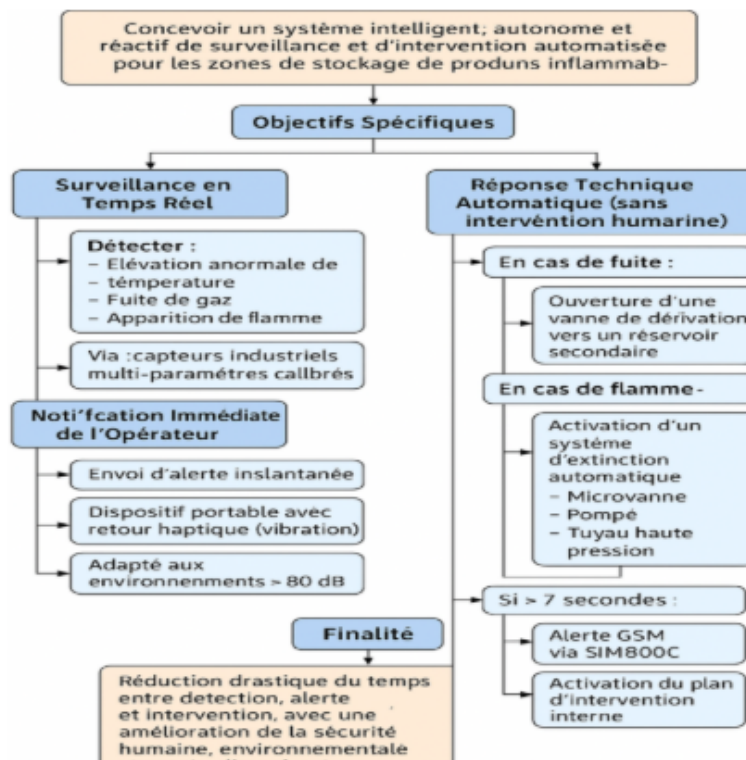 Concevoir un système intelligent; autonome et
réactif de surveillance et d'intervention automatisée
pour les zones de stockage de produns inflammab-
Objectifs Spécifiques
Surveillance en
Temps Réel
Détecter :
– Elévation anormale de
– témpérature
– Fuite de gaz
– Apparition de flamme
Via :capteurs industriels
multi-paramétres callbrés
Noti'fcation Immédiate
de l'Opérateur
Envoi d'alerte inslantanée
Dispositif portable avec
retour haptique (vibration)
Adapté aux
environnenments > 80 dB
Réponse Technique
Automatique (sans
intervéntion humarine)
En cas de fuite :
Ouverture d'une
vanne de dérivation
vers un réservoir
secondaire
En cas de flamme-
Activation d'un
systéme
d'extinction
automatique
– Microvanne
– Pompé
– Tuyau haute
pression
Si > 7 secondes :
Alerte GSM
via SIM800C
Activation du plan
d'intervention
interne
Finalité
Réduction drastique du temps
entre detection, alerte
et intervention, avec une
amélioration de la sècurité
humaine, environnementale